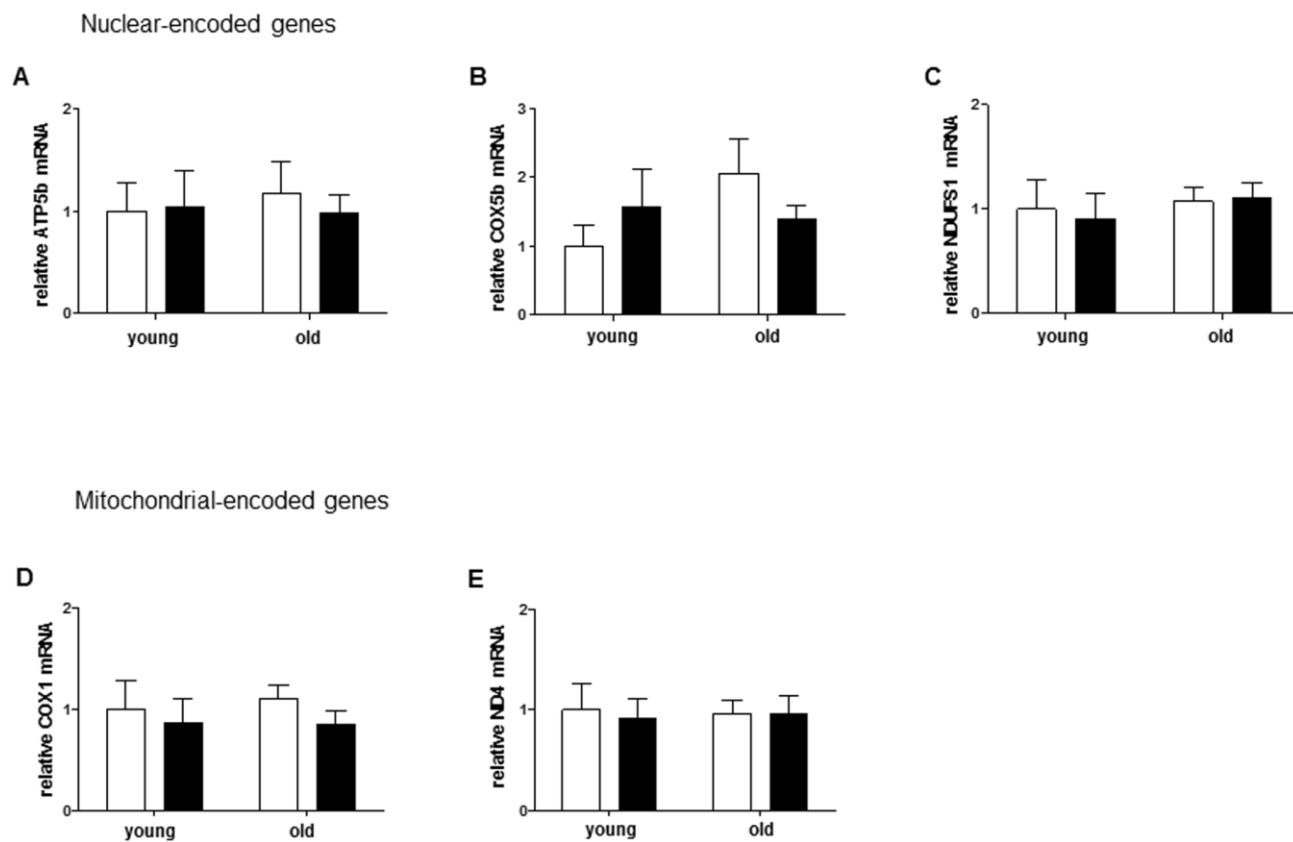 Nuclear-encoded genes
A
relative ATP5b mRNA
2
1
0
young old
B
relative COX5b mRNA
3
2
1
0
young old
C
relative NDUFS1 mRNA
2
1
0
young old
Mitochondrial-encoded genes
D
relative COX1 mRNA
2
1
0
young old
E
relative ND4 mRNA
2
1
0
young old